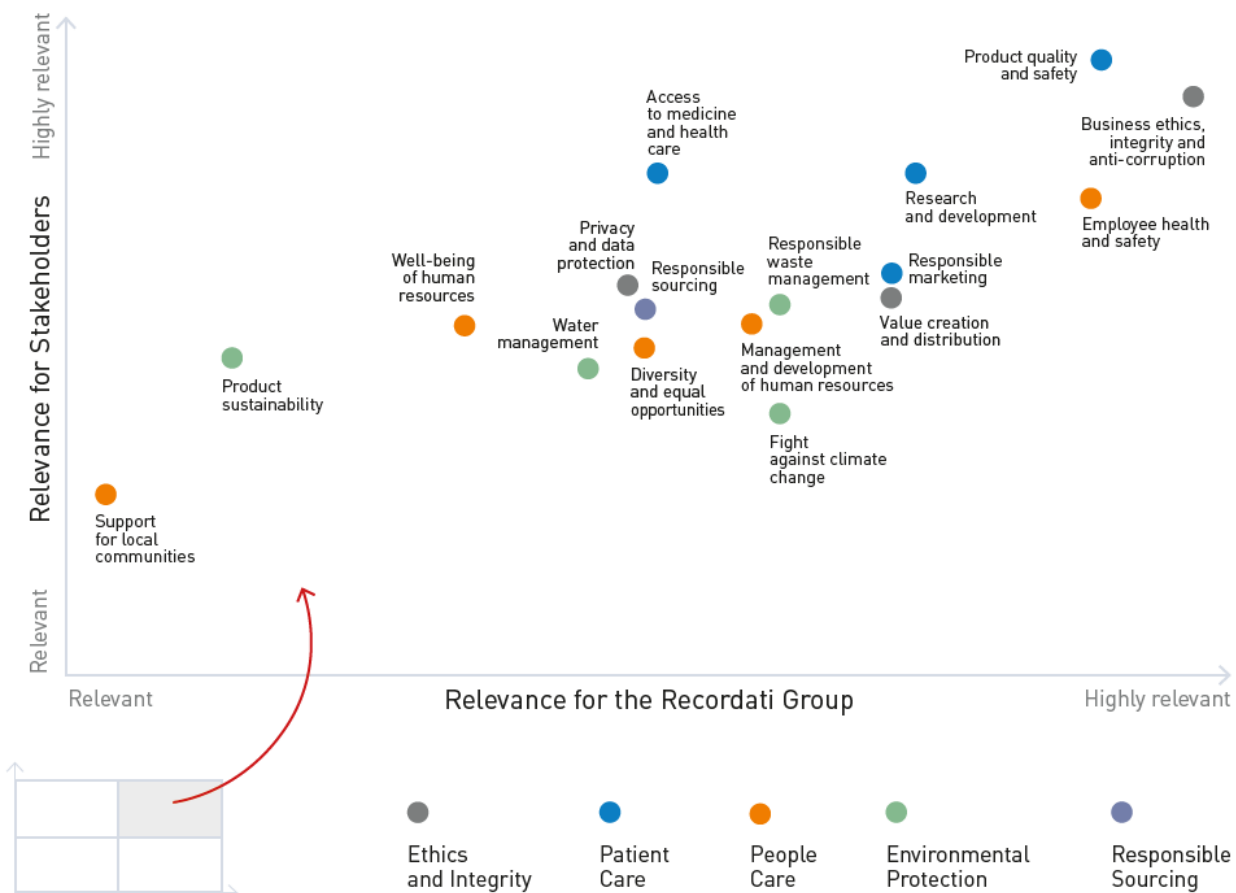 Highly relevant
Relevance for Stakeholders
Relevant
Product quality
and safety
Business ethics,
integrity and
anti-corruption
Access
to medicine
and health
care
Research
and development
Employee health
and safety
Privacy
and data
protection
Responsible
waste
management
Well-being
of human
resources
Responsible
sourcing
Responsible
marketing
Value creation
and distribution
Water
management
Management
and development
of human resources
Diversity
and equal
opportunities
Product
sustainability
Fight
against climate
change
Support
for local
communities
Relevant
Relevance for the Recordati Group
Highly relevant
Ethics
and Integrity
Patient
Care
People
Care
Environmental
Protection
Responsible
Sourcing